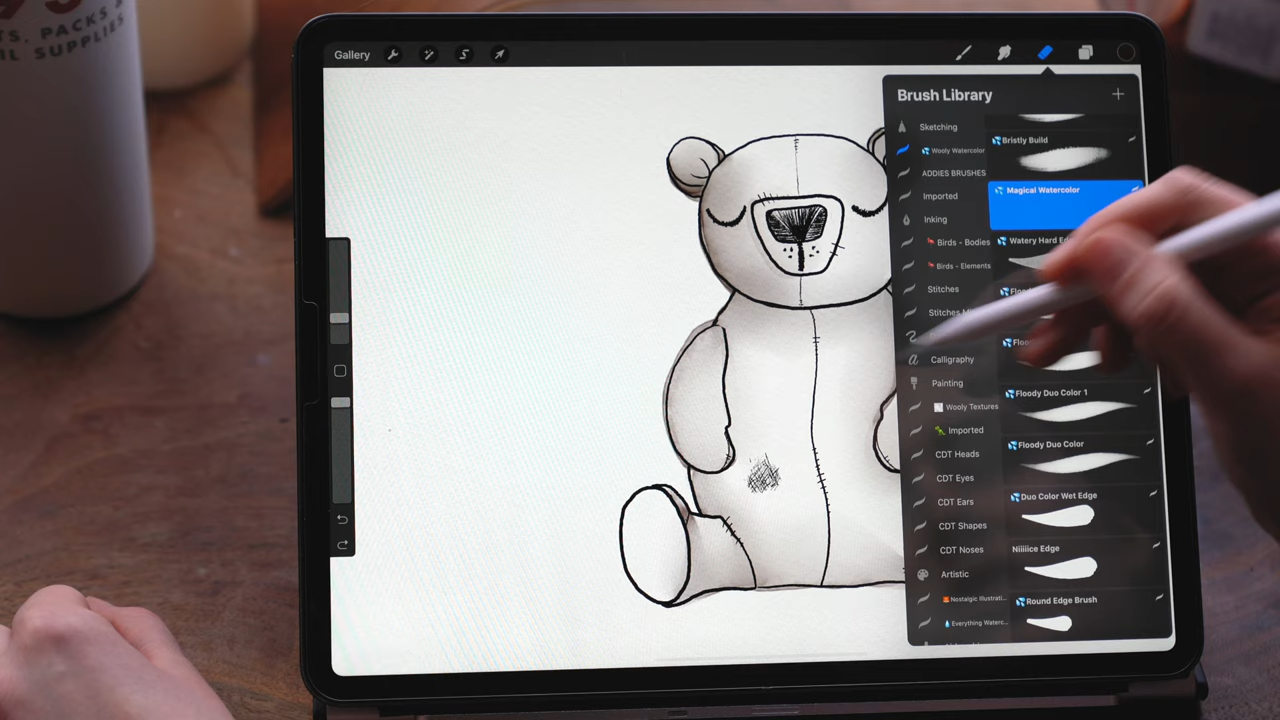 TS, PACKS &
IL SUPPLIES
Gallery
Brush Library
Sketching
Wooly Watercolor
ADDIES BRUSHES
Imported
Inking
Birds - Bodies
Birds - Elements
Stitches
Stitches
Calligraphy
Painting
Wooly Textures
Imported
CDT Heads
CDT Eyes
CDT Ears
CDT Shapes
CDT Noses
Artistic
Nostalgic Illustrati...
Everything Waterc...
Bristly Build
Magical Watercolor
Watery Hard
Floody Duo Color 1
Floody Duo Color
Duo Color Wet Edge
Niiiiice Edge
Round Edge Brush